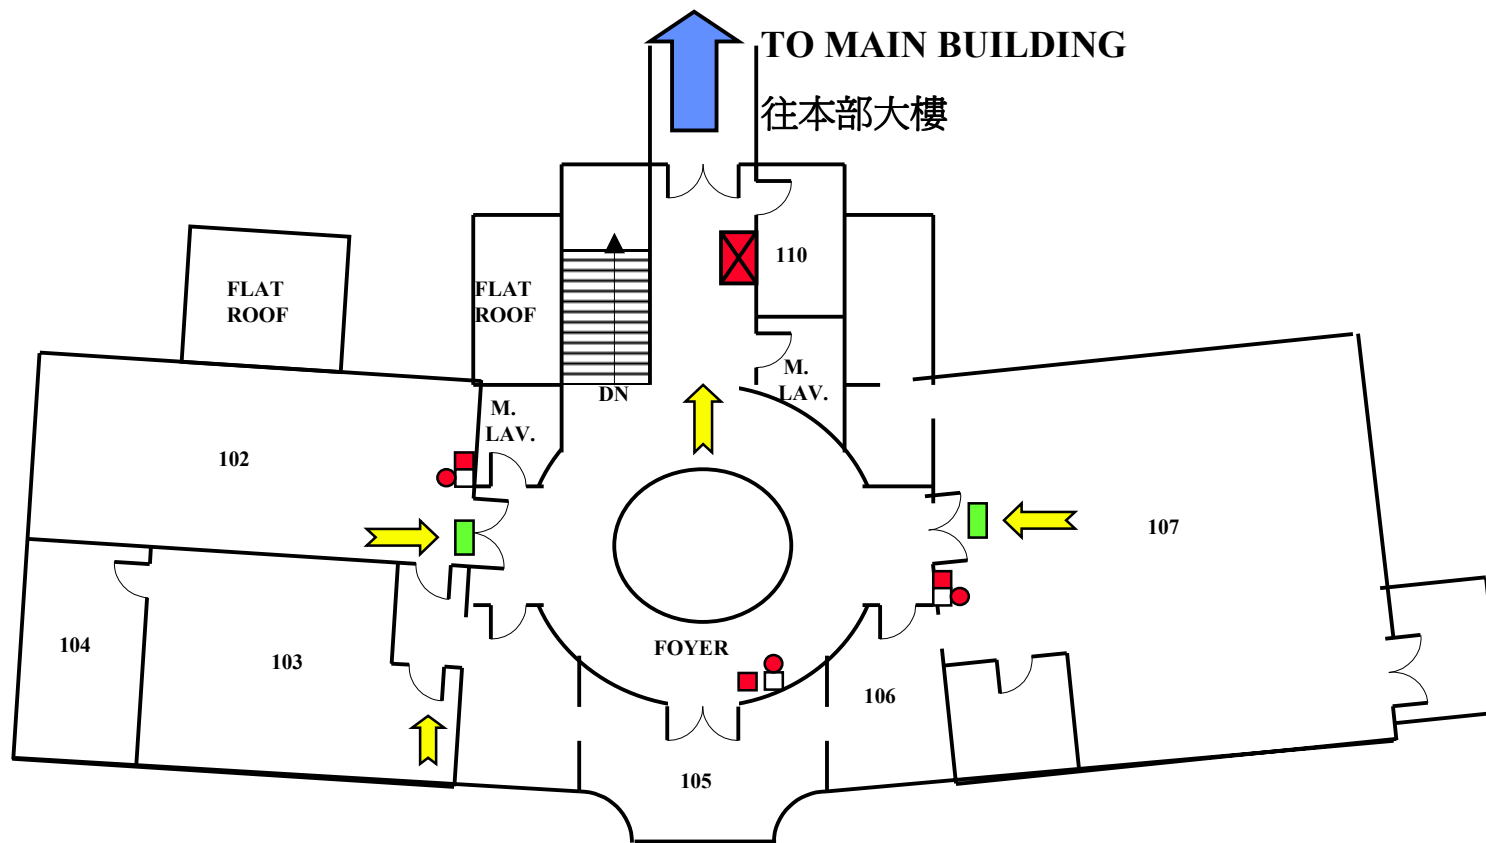 TO MAIN BUILDING
往本部大樓
110
FLAT
ROOF
FLAT
ROOF
M.
LAV.
DN
M.
LAV.
102
107
104
103
FOYER
106
105